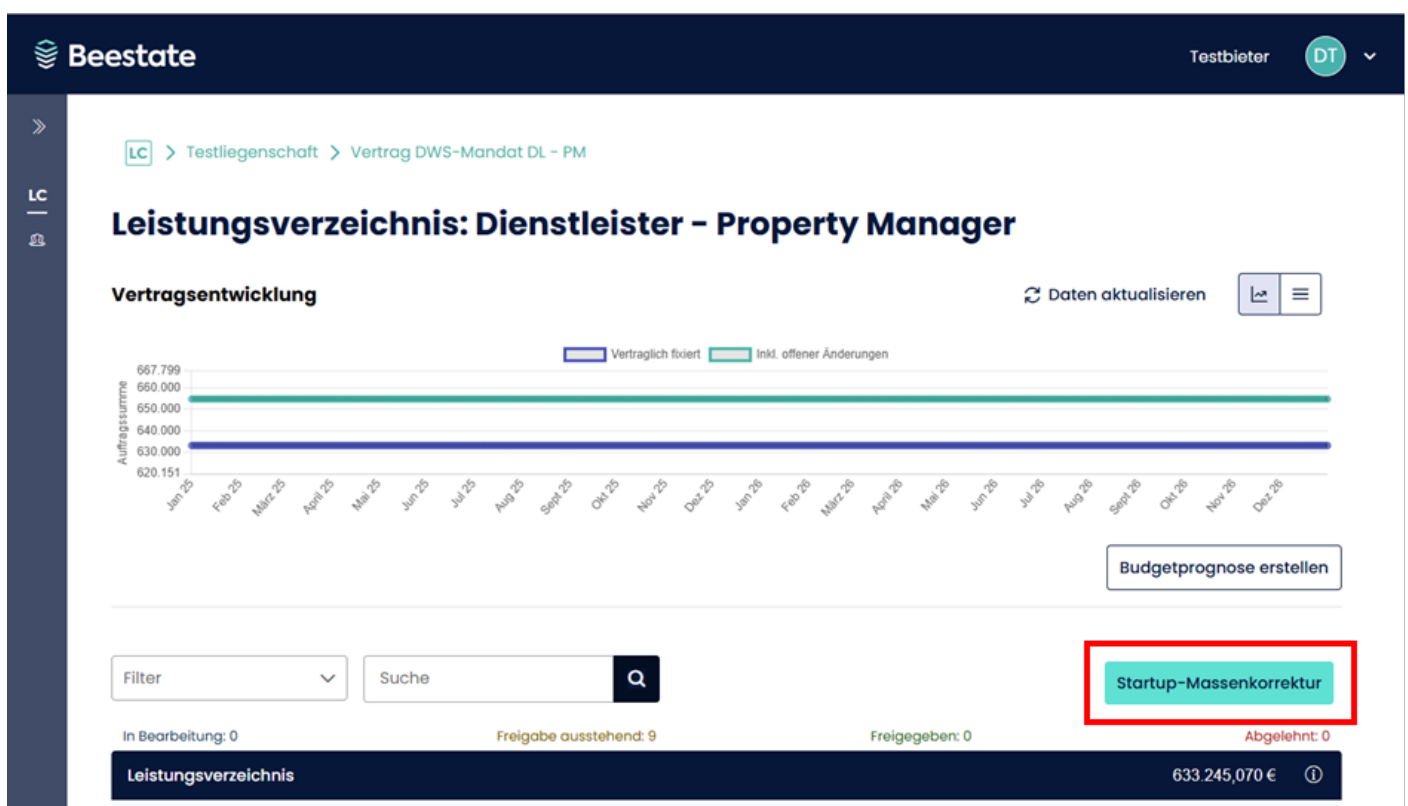 Beestate
Testbieter DT
LC > Testliegenschaft > Vertrag DWS-Mandat DL - PM
LC
Leistungsverzeichnis: Dienstleister - Property Manager
Vertragsentwicklung
Daten aktualisieren
Vertraglich fixiert Inkl. offener Änderungen
Auftragssumme
667.799
660.000
650.000
640.000
630.000
620.151
Jan 25 Feb 25 März 25 April 25 Mai 25 Jun 25 Jul 25 Aug 25 Sept 25 Okt 25 Nov 25 Dez 25 Jan 26 Feb 26 März 26 April 26 Mai 26 Jun 26 Jul 26 Aug 26 Sept 26 Okt 26 Nov 26 Dez 26
Budgetprognose erstellen
Filter Suche
Startup-Massenkorrektur
In Bearbeitung: 0 Freigabe ausstehend: 9 Freigegeben: 0 Abgelehnt: 0
Leistungsverzeichnis 633.245,070 €